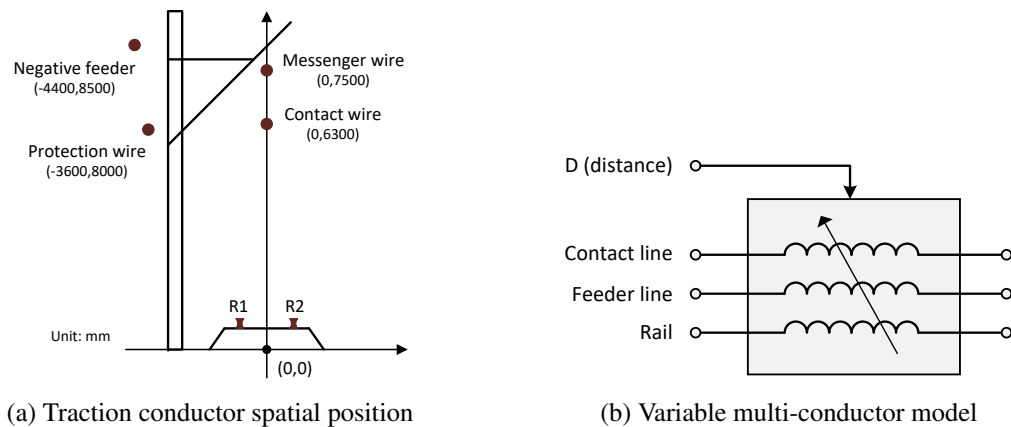 Negative feeder
(-4400,8500)
Messenger wire
(0,7500)
Contact wire
(0,6300)
Protection wire
(-3600,8000)
R1
R2
Unit: mm
(0,0)
(a) Traction conductor spatial position
D (distance)
Contact line
Feeder line
Rail
(b) Variable multi-conductor model